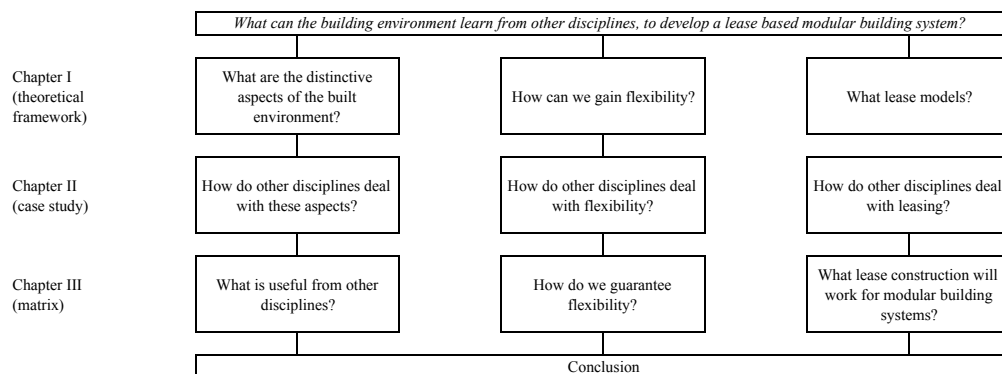 What can the building environment learn from other disciplines, to develop a lease based modular building system?
Chapter I
(theoretical
framework)
What are the distinctive
aspects of the built
environment?
How can we gain flexibility?
What lease models?
Chapter II
(case study)
How do other disciplines deal
with these aspects?
How do other disciplines deal
with flexibility?
How do other disciplines deal
with leasing?
Chapter III
(matrix)
What is useful from other
disciplines?
How do we guarantee
flexibility?
What lease construction will
work for modular building
systems?
Conclusion